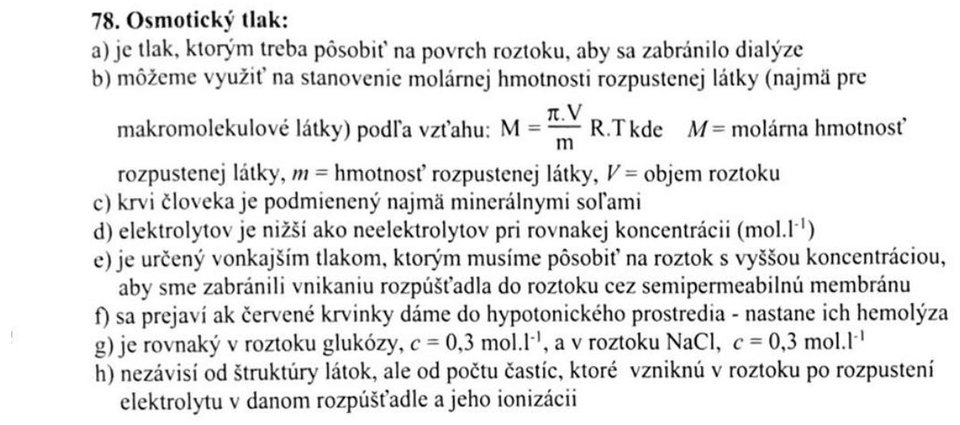 78. Osmotický tlak:
a) je tlak, ktorým treba pôsobiť na povrch roztoku, aby sa zabránilo dialýze
b) môžeme využiť na stanovenie molárnej hmotnosti rozpustenej látky (najmä pre
makromolekulové látky) podľa vzťahu: M = π.V/m R.T kde M = molárna hmotnosť
rozpustenej látky, m = hmotnosť rozpustenej látky, V = objem roztoku
c) krvi človeka je podmienený najmä minerálnymi soľami
d) elektrolytov je nižší ako neelektrolytov pri rovnakej koncentrácii (mol.l⁻¹)
e) je určený vonkajším tlakom, ktorým musíme pôsobiť na roztok s vyššou koncentráciou,
aby sme zabránili vnikaniu rozpúšťadla do roztoku cez semipermeabilnú membránu
f) sa prejaví ak červené krvinky dáme do hypotonického prostredia - nastane ich hemolýza
g) je rovnaký v roztoku glukózy, c = 0,3 mol.l⁻¹, a v roztoku NaCl, c = 0,3 mol.l⁻¹
h) nezávisí od štruktúry látok, ale od počtu častíc, ktoré vzniknú v roztoku po rozpustení
elektrolytu v danom rozpúšťadle a jeho ionizácii